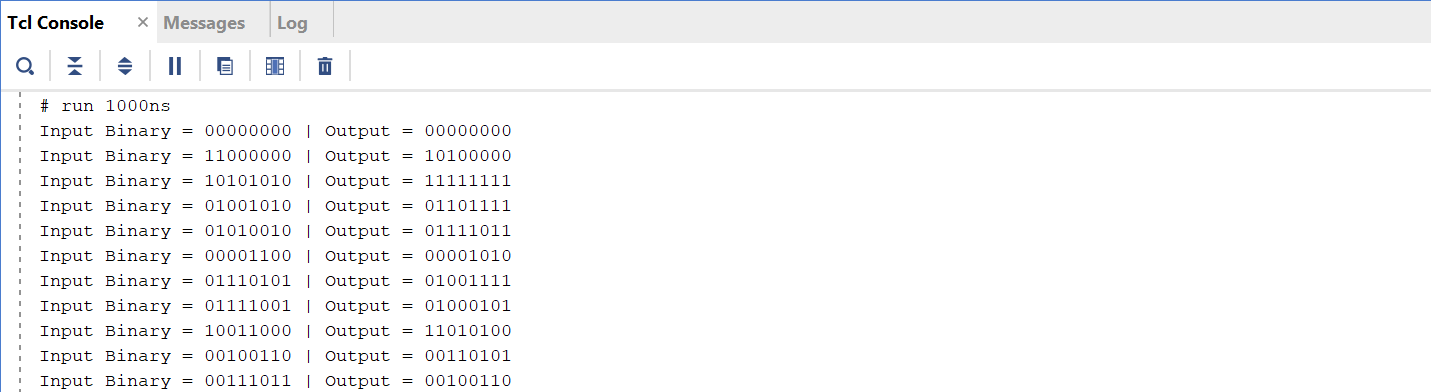 Tcl Console × Messages Log
# run 1000ns
Input Binary = 00000000 | Output = 00000000
Input Binary = 11000000 | Output = 10100000
Input Binary = 10101010 | Output = 11111111
Input Binary = 01001010 | Output = 01101111
Input Binary = 01010010 | Output = 01111011
Input Binary = 00001100 | Output = 00001010
Input Binary = 01110101 | Output = 01001111
Input Binary = 01111001 | Output = 01000101
Input Binary = 10011000 | Output = 11010100
Input Binary = 00100110 | Output = 00110101
Input Binary = 00111011 | Output = 00100110